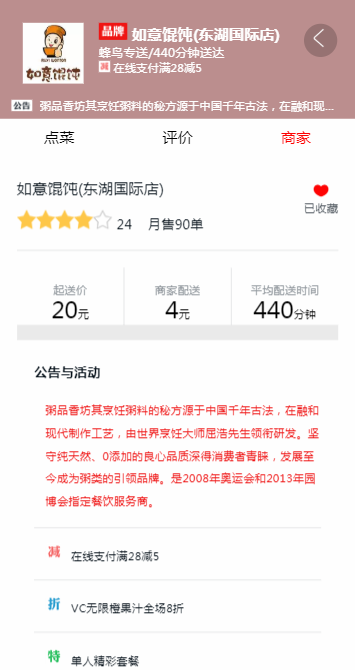 品牌 如意馄饨(东湖国际店)
蜂鸟专送/440分钟送达
减 在线支付满28减5
如意馄饨
公告 粥品香坊其烹饪粥料的秘方源于中国千年古法，在融和现...
点菜 评价 商家
如意馄饨(东湖国际店)
24 月售90单
已收藏
起送价 商家配送 平均配送时间
20元 4元 440分钟
公告与活动
粥品香坊其烹饪粥料的秘方源于中国千年古法，在融和
现代制作工艺，由世界烹饪大师屈浩先生领衔研发。坚
守纯天然、0添加的良心品质深得消费者青睐，发展至
今成为粥类的引领品牌。是2008年奥运会和2013年园
博会指定餐饮服务商。
减 在线支付满28减5
折 VC无限橙果汁全场8折
特 单人精彩套餐